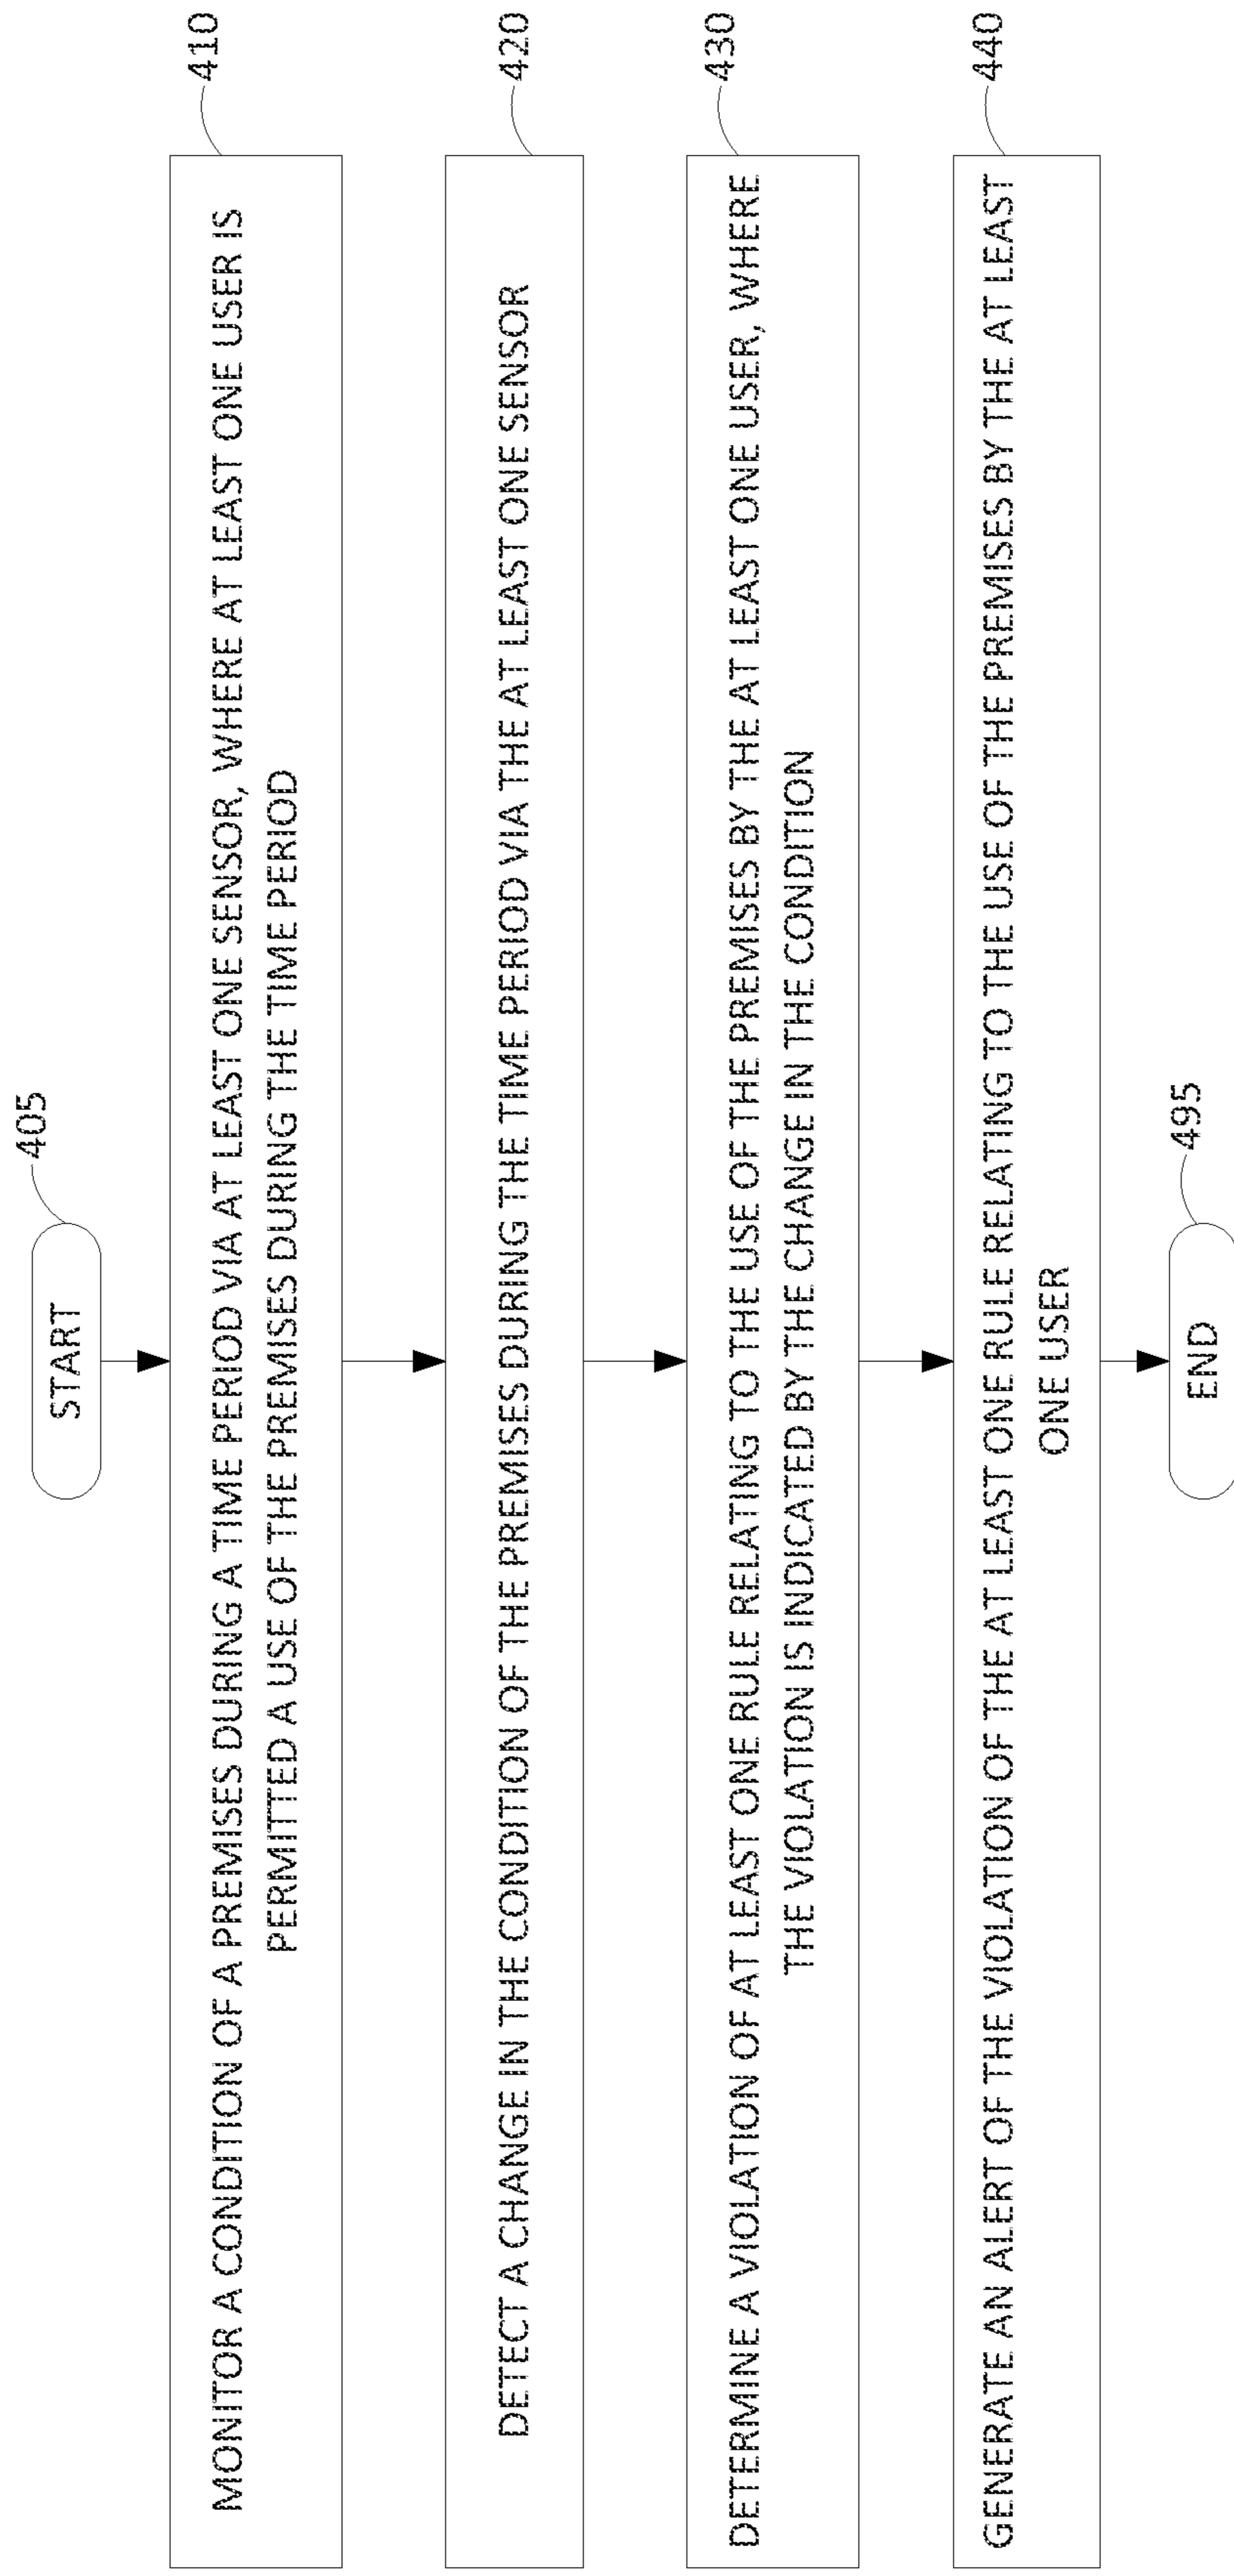 405
START
410
MONITOR A CONDITION OF A PREMISES DURING A TIME PERIOD VIA AT LEAST ONE SENSOR, WHERE AT LEAST ONE USER IS
PERMITTED A USE OF THE PREMISES DURING THE TIME PERIOD
420
DETECT A CHANGE IN THE CONDITION OF THE PREMISES DURING THE TIME PERIOD VIA THE AT LEAST ONE SENSOR
430
DETERMINE A VIOLATION OF AT LEAST ONE RULE RELATING TO THE USE OF THE PREMISES BY THE AT LEAST ONE USER, WHERE
THE VIOLATION IS INDICATED BY THE CHANGE IN THE CONDITION
440
GENERATE AN ALERT OF THE VIOLATION OF THE AT LEAST ONE RULE RELATING TO THE USE OF THE PREMISES BY THE AT LEAST
ONE USER
495
END